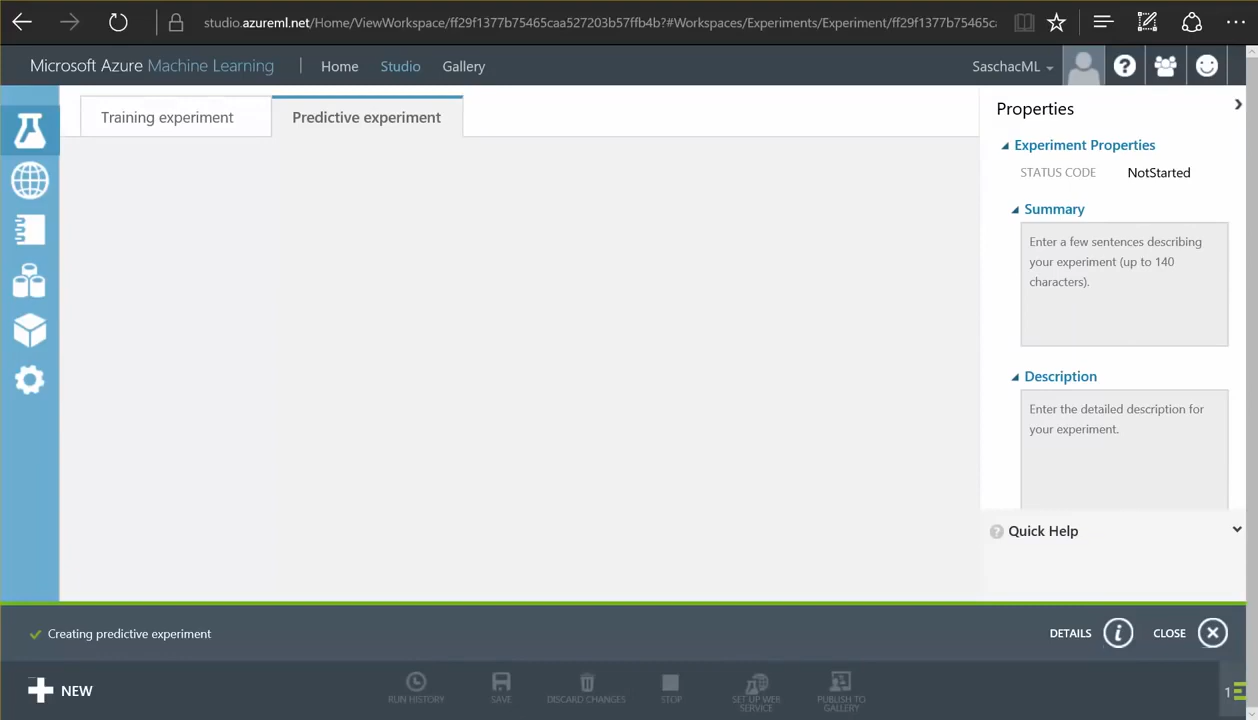 studio.azureml.net/Home/ViewWorkspace/ff29f1377b75465caa527203b57ffb4b?#Workspaces/Experiments/Experiment/ff29f1377b75465c
Microsoft Azure Machine Learning | Home Studio Gallery SaschacML
Training experiment Predictive experiment
Properties
Experiment Properties
STATUS CODE NotStarted
Summary
Enter a few sentences describing
your experiment (up to 140
characters).
Description
Enter the detailed description for
your experiment.
Quick Help
Creating predictive experiment DETAILS CLOSE
NEW RUN HISTORY SAVE DISCARD CHANGES STOP SET UP WEB SERVICE PUBLISH TO GALLERY 1